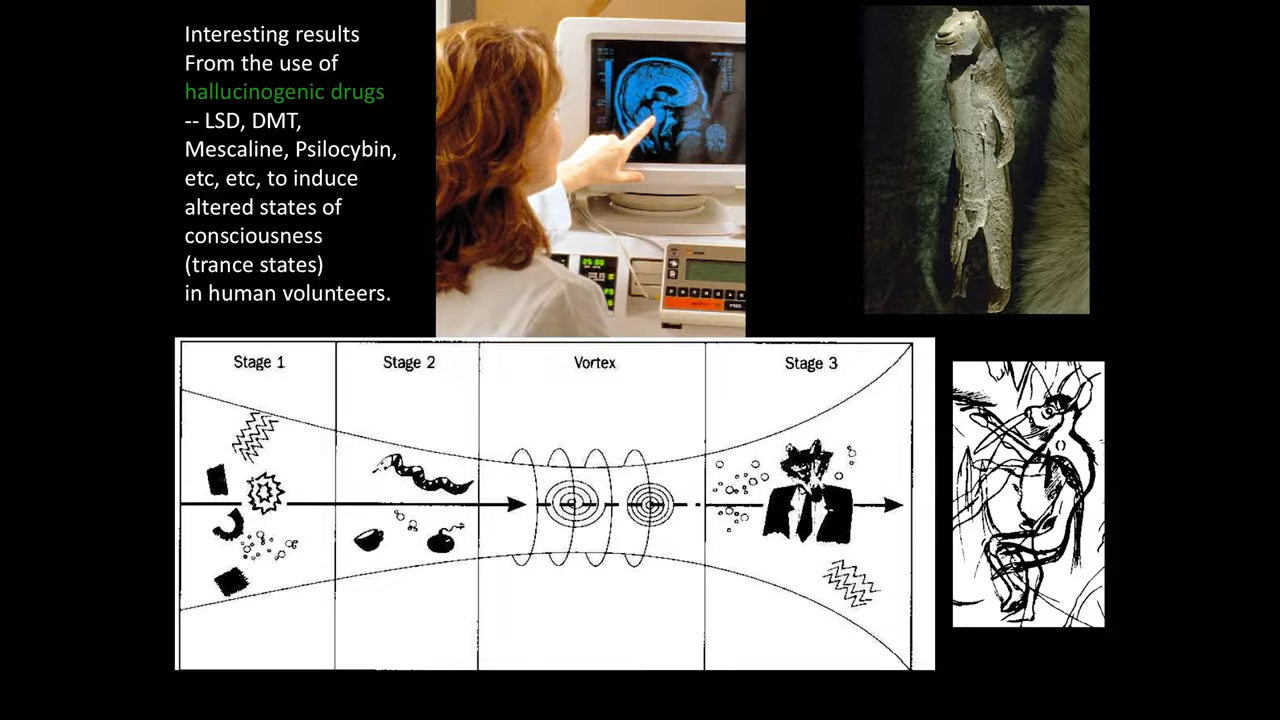 Interesting results
From the use of
hallucinogenic drugs
-- LSD, DMT,
Mescaline, Psilocybin,
etc, etc, to induce
altered states of
consciousness
(trance states)
in human volunteers.
Stage 1
Stage 2
Vortex
Stage 3